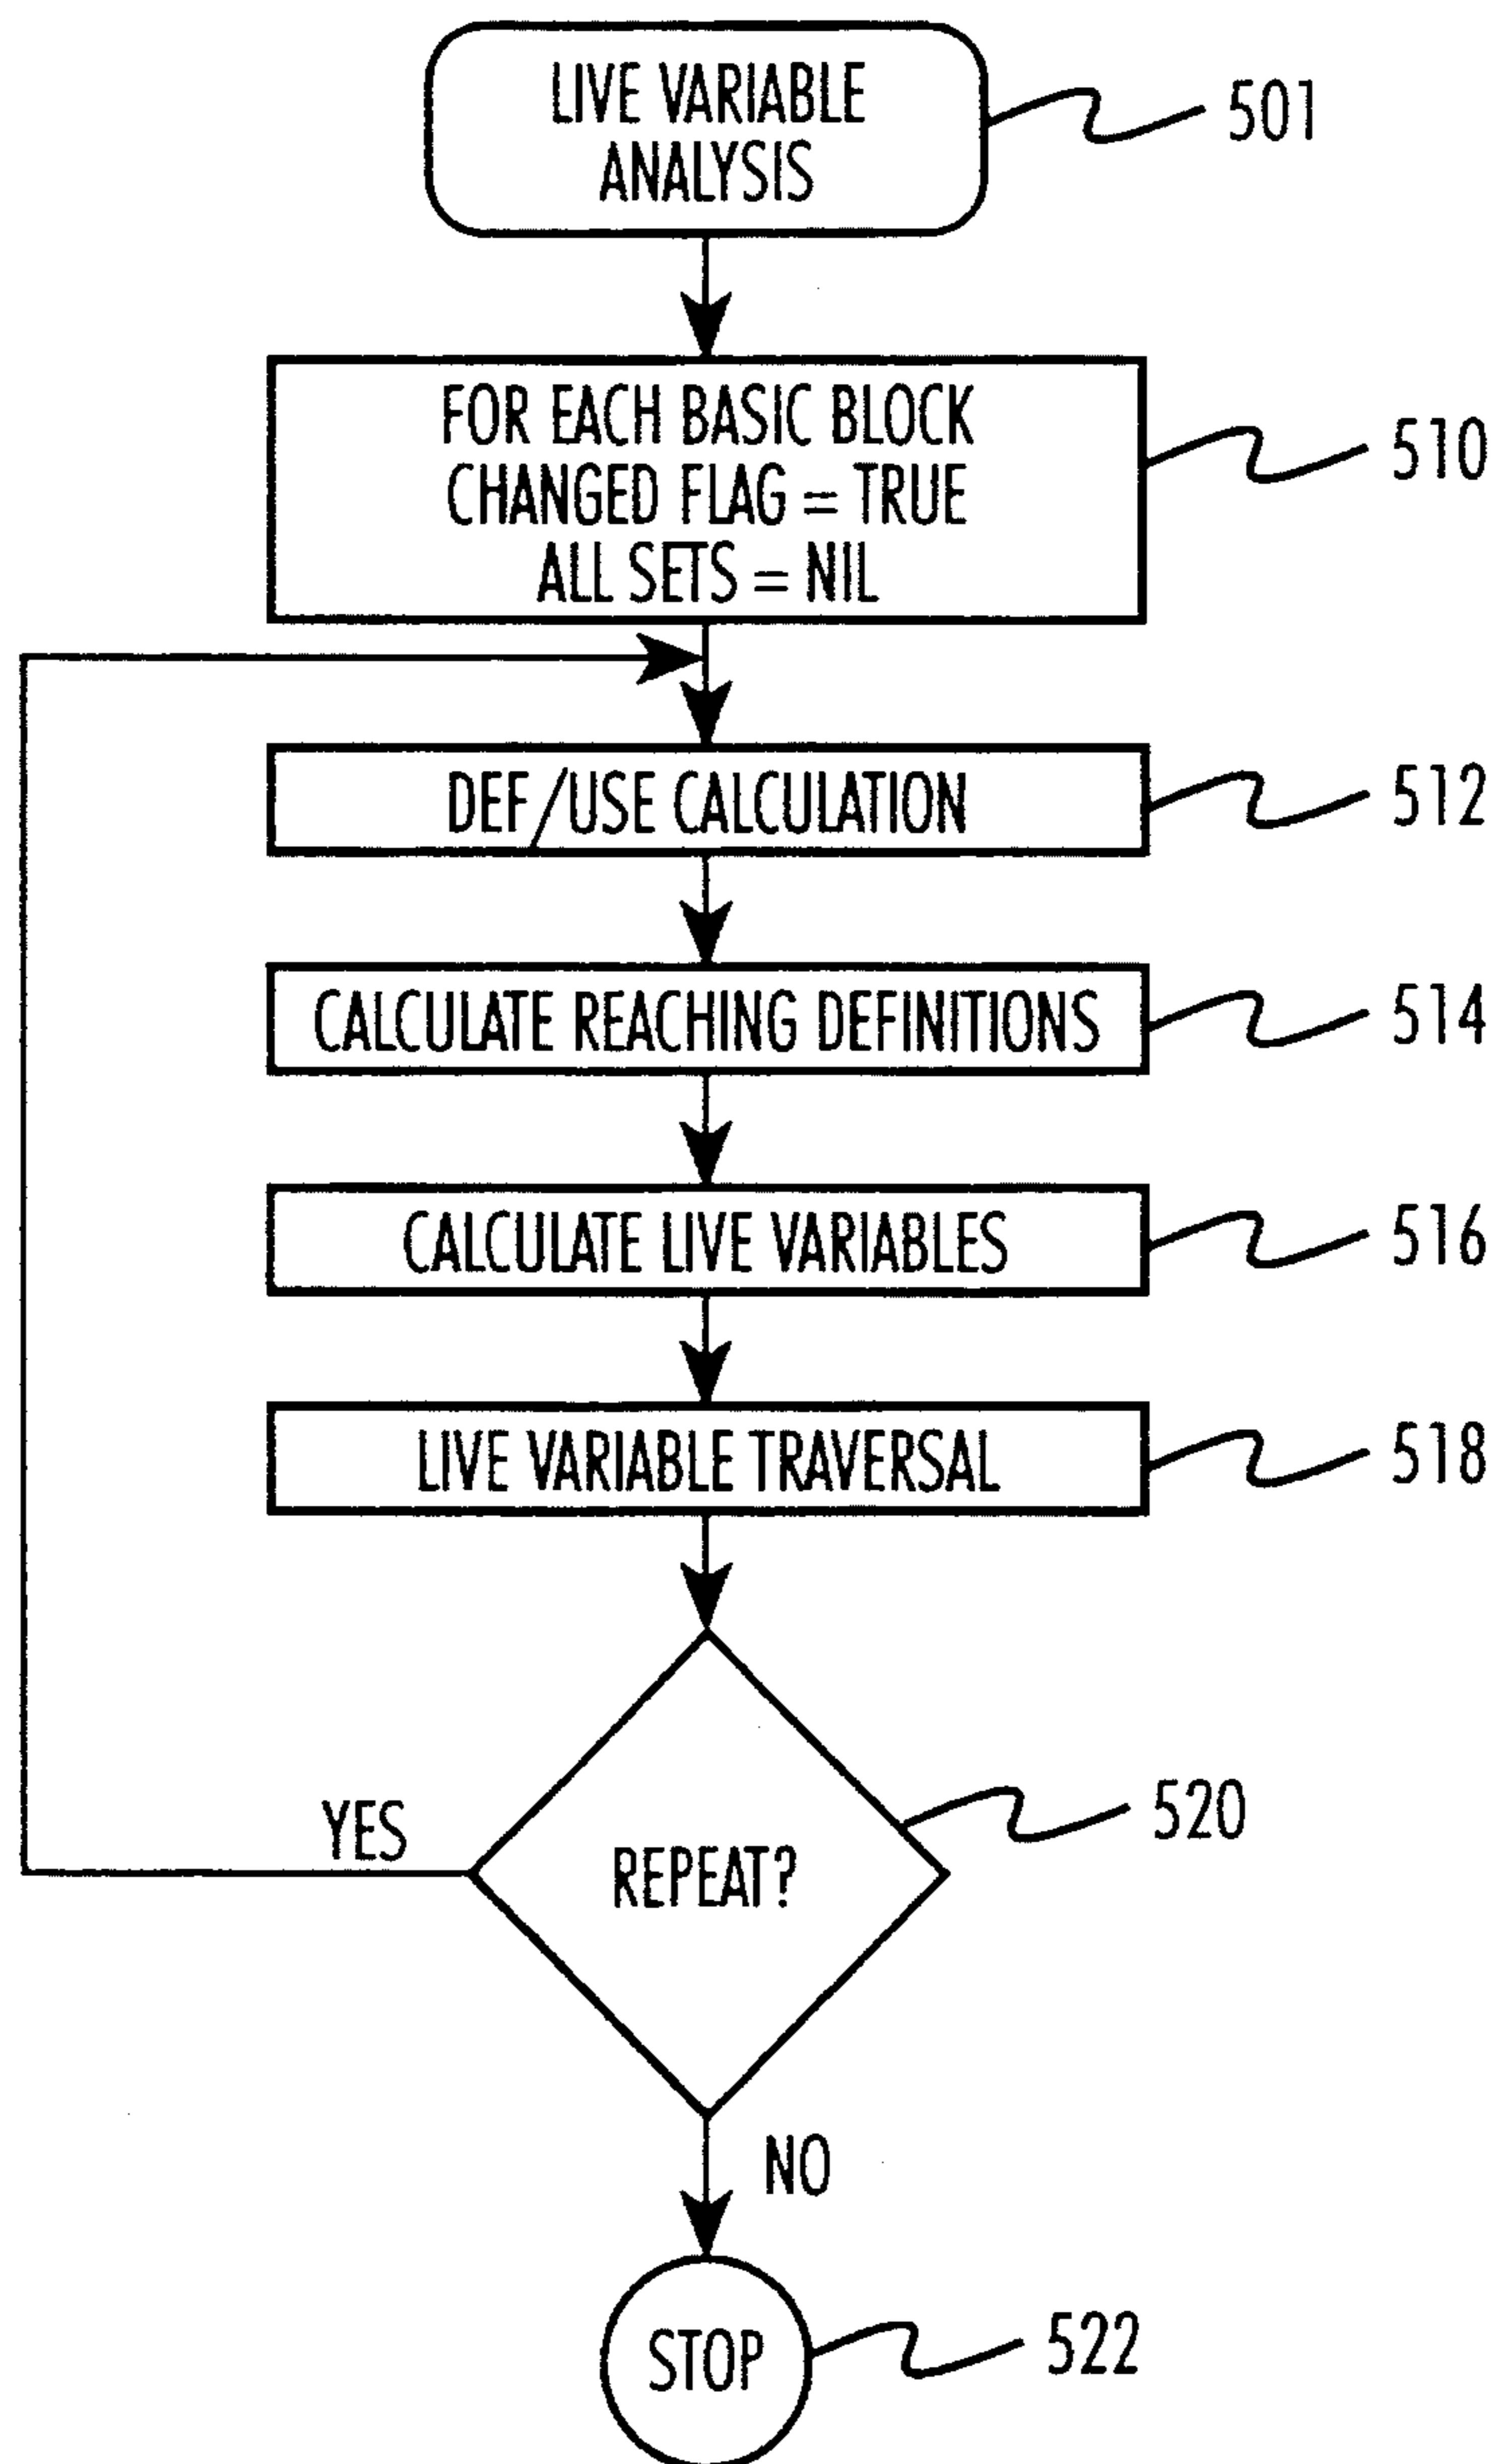 LIVE VARIABLE
ANALYSIS
501
FOR EACH BASIC BLOCK
CHANGED FLAG = TRUE
ALL SETS = NIL
510
DEF/USE CALCULATION
512
CALCULATE REACHING DEFINITIONS
514
CALCULATE LIVE VARIABLES
516
LIVE VARIABLE TRAVERSAL
518
YES
REPEAT?
520
NO
STOP
522